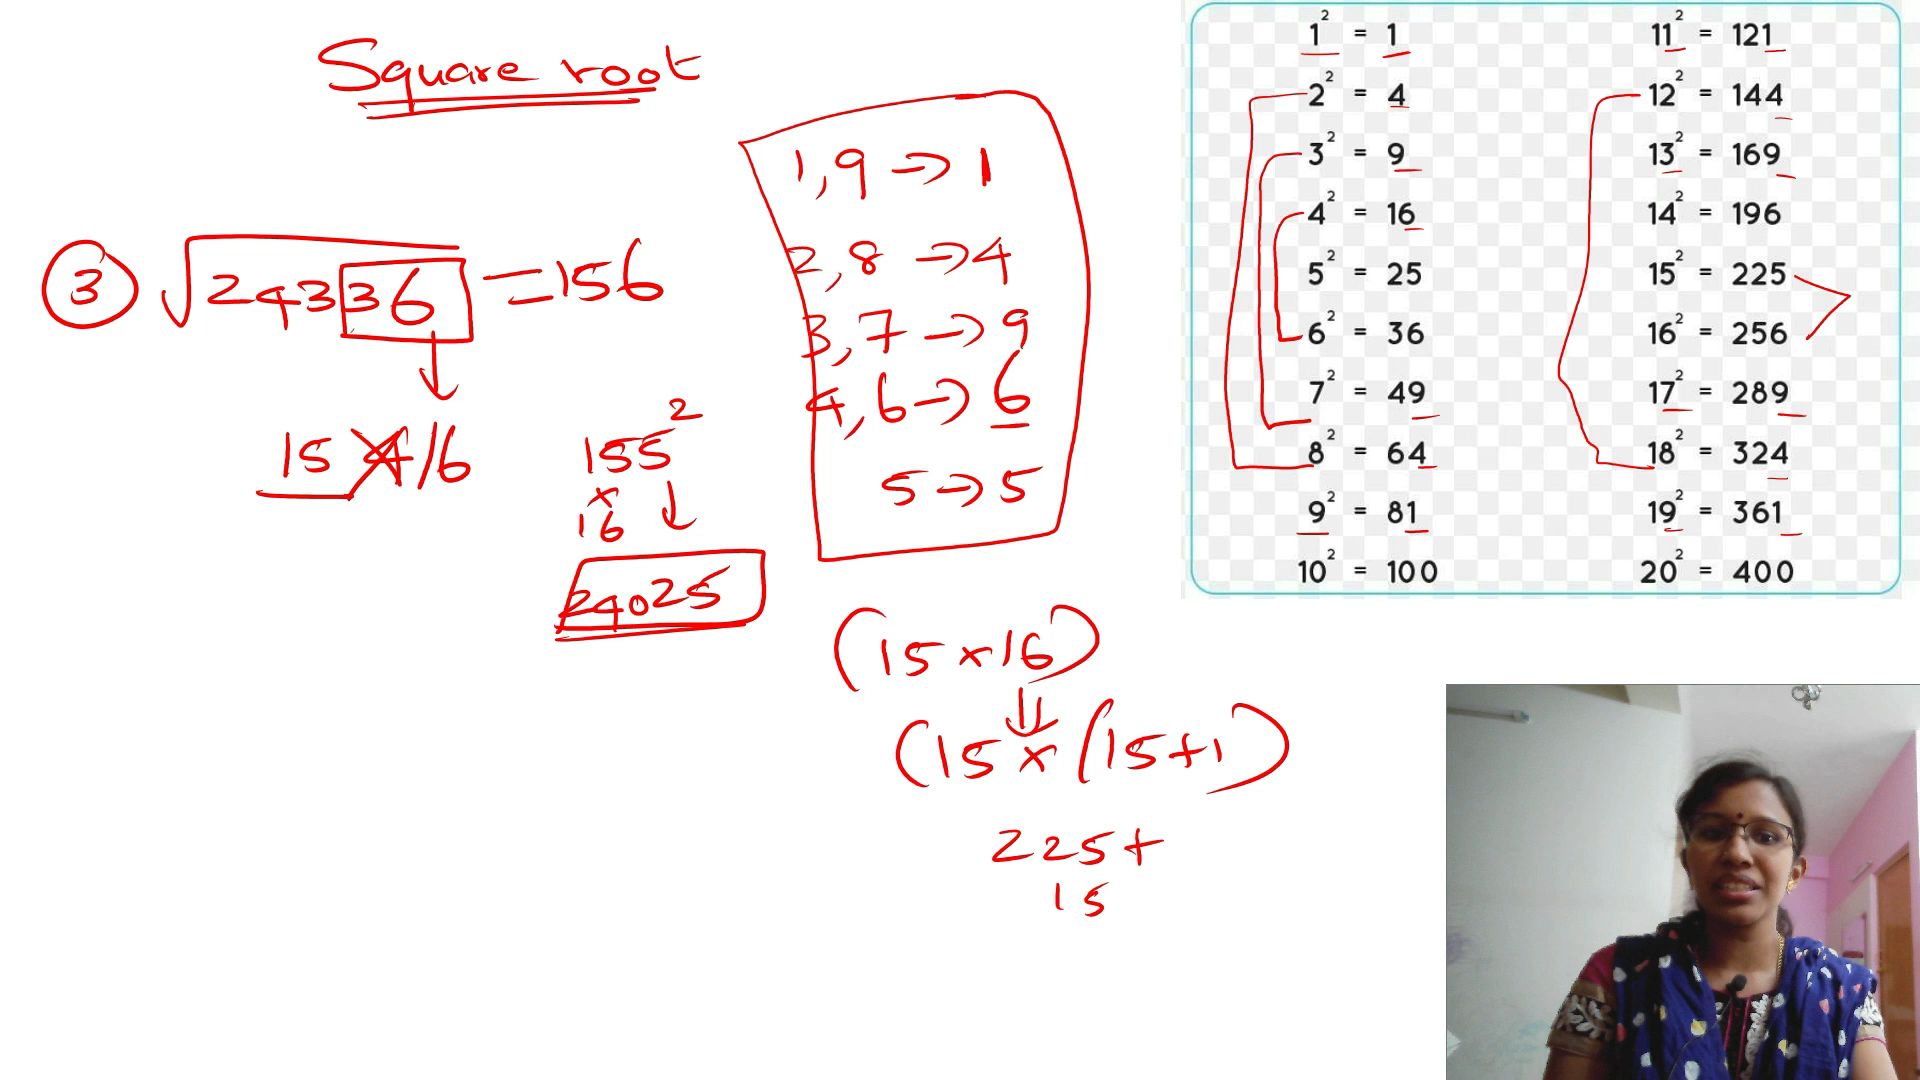 Square root
3 √24336 = 156
15 4/6
155²
×
16
24025
1, 9 → 1
2, 8 → 4
3, 7 → 9
4, 6 → 6
5 → 5
(15 × 16)
(15 × (15+1)
225+
15
1² = 1
2² = 4
3² = 9
4² = 16
5² = 25
6² = 36
7² = 49
8² = 64
9² = 81
10² = 100
11² = 121
12² = 144
13² = 169
14² = 196
15² = 225
16² = 256
17² = 289
18² = 324
19² = 361
20² = 400